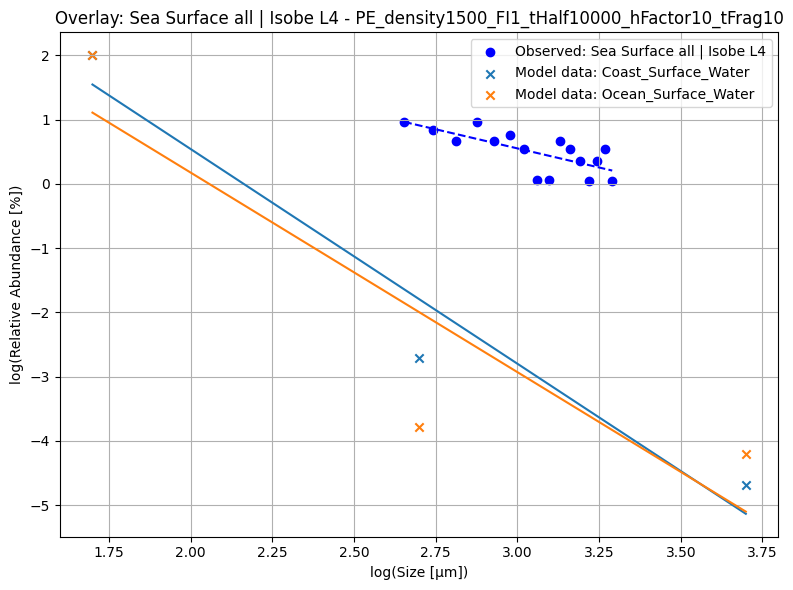 Overlay: Sea Surface all | Isobe L4 - PE_density1500_FI1_tHalf10000_hFactor10_tFrag10
Observed: Sea Surface all | Isobe L4
Model data: Coast_Surface_Water
Model data: Ocean_Surface_Water
log(Relative Abundance [%])
2
1
0
−1
−2
−3
−4
−5
1.75 2.00 2.25 2.50 2.75 3.00 3.25 3.50 3.75
log(Size [µm])